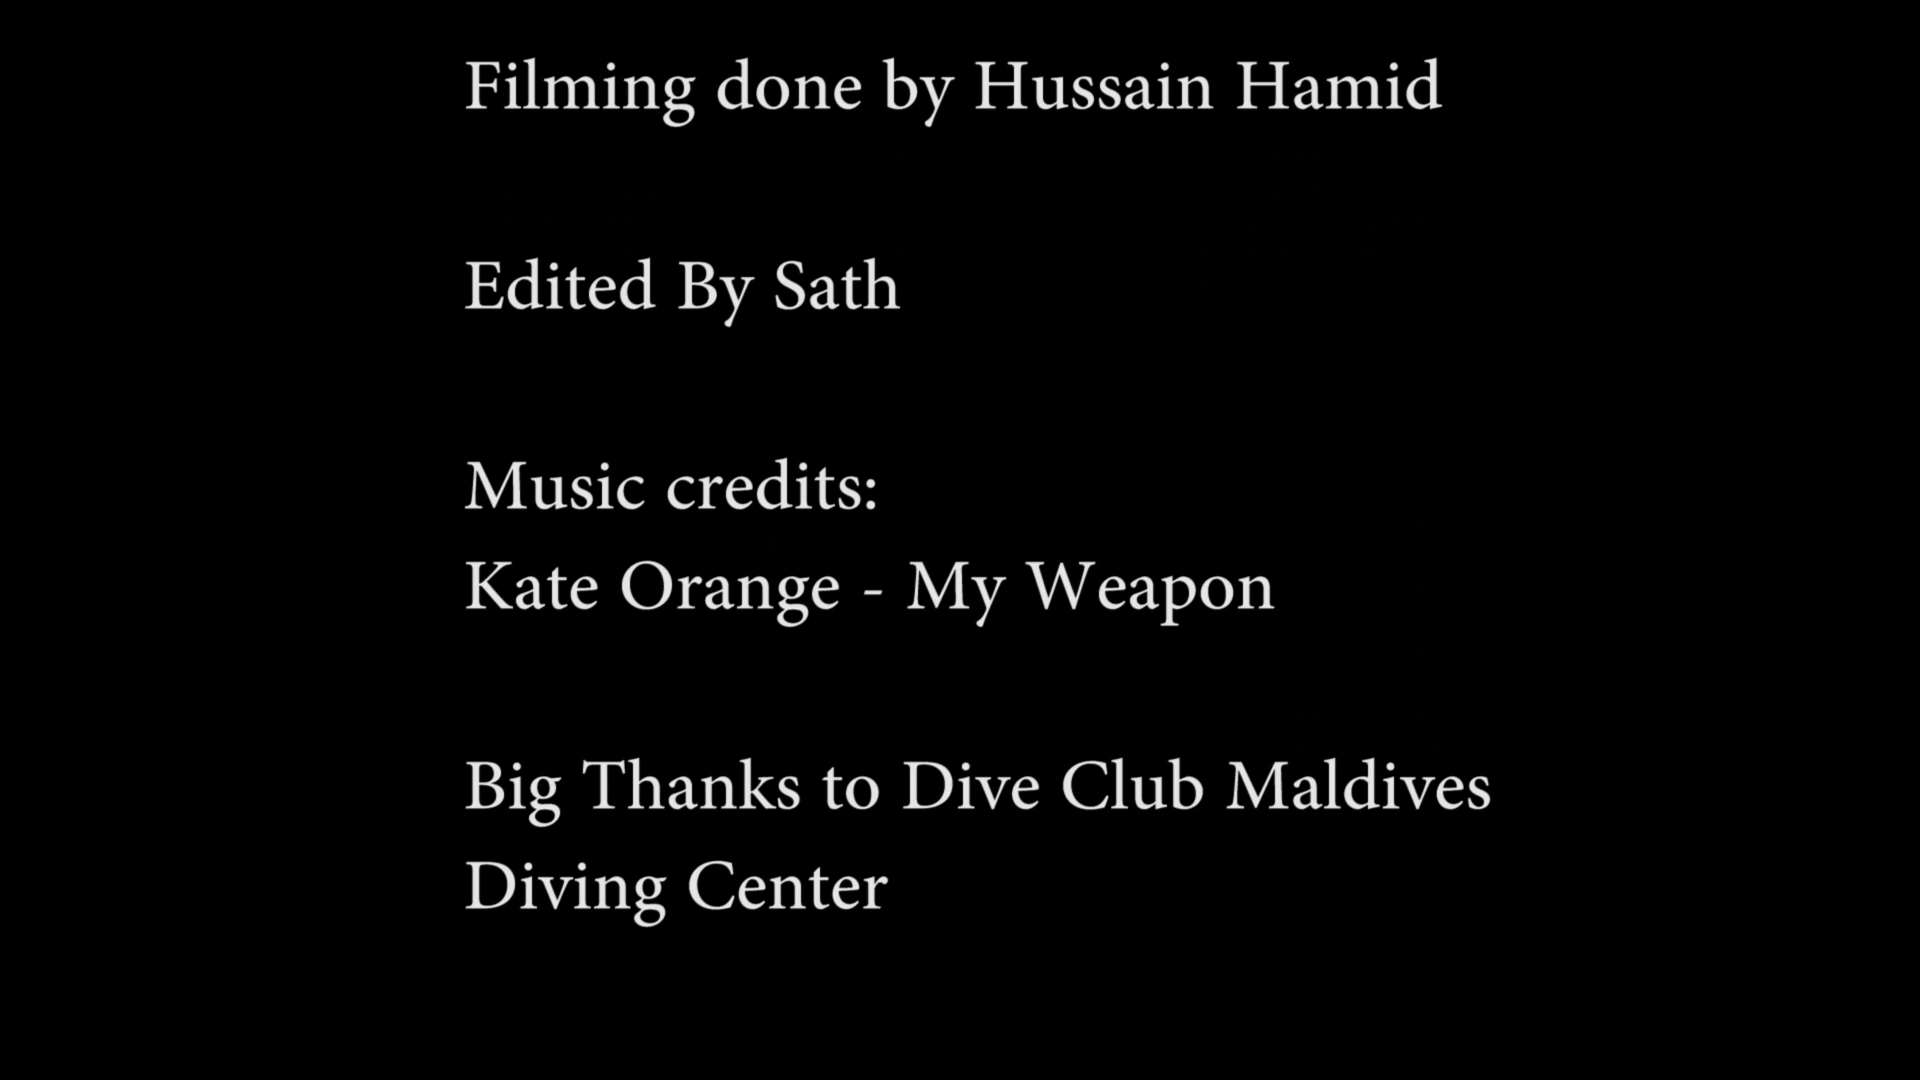 Filming done by Hussain Hamid
Edited By Sath
Music credits:
Kate Orange - My Weapon
Big Thanks to Dive Club Maldives
Diving Center